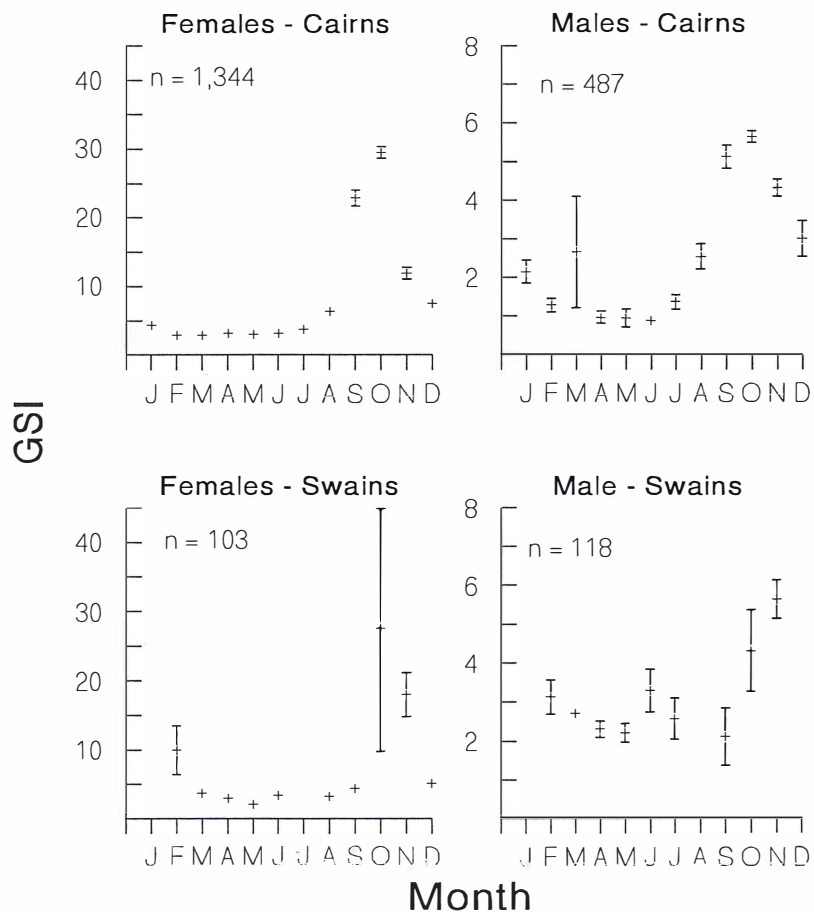 Females - Cairns
n = 1,344
40
30
20
10
J F M A M J J A S O N D
Males - Cairns
n = 487
8
6
4
2
J F M A M J J A S O N D
GSI
Females - Swains
n = 103
40
30
20
10
J F M A M J J A S O N D
Male - Swains
n = 118
8
6
4
2
J F M A M J J A S O N D
Month